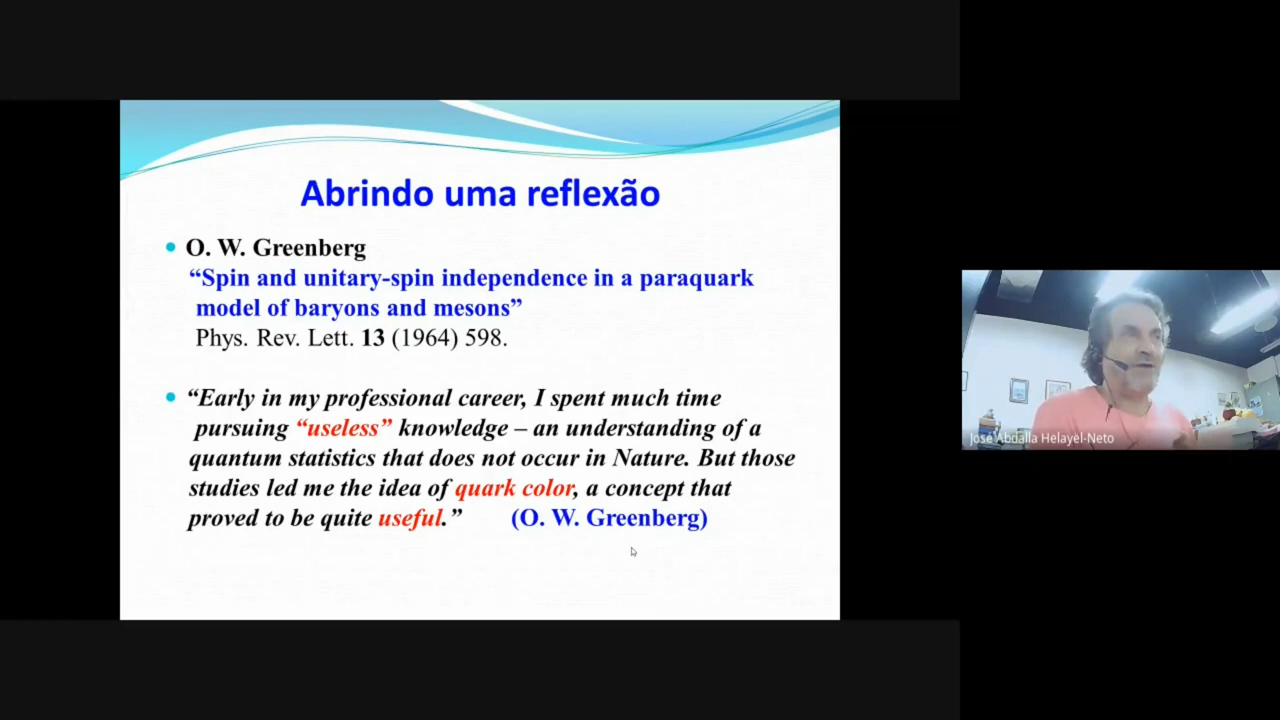 Abrindo uma reflexão
• O. W. Greenberg
“Spin and unitary-spin independence in a paraquark
model of baryons and mesons”
Phys. Rev. Lett. 13 (1964) 598.
• “Early in my professional career, I spent much time
pursuing “useless” knowledge – an understanding of a
quantum statistics that does not occur in Nature. But those
studies led me the idea of quark color, a concept that
proved to be quite useful.” (O. W. Greenberg)
José Abdalla Helayël-Neto